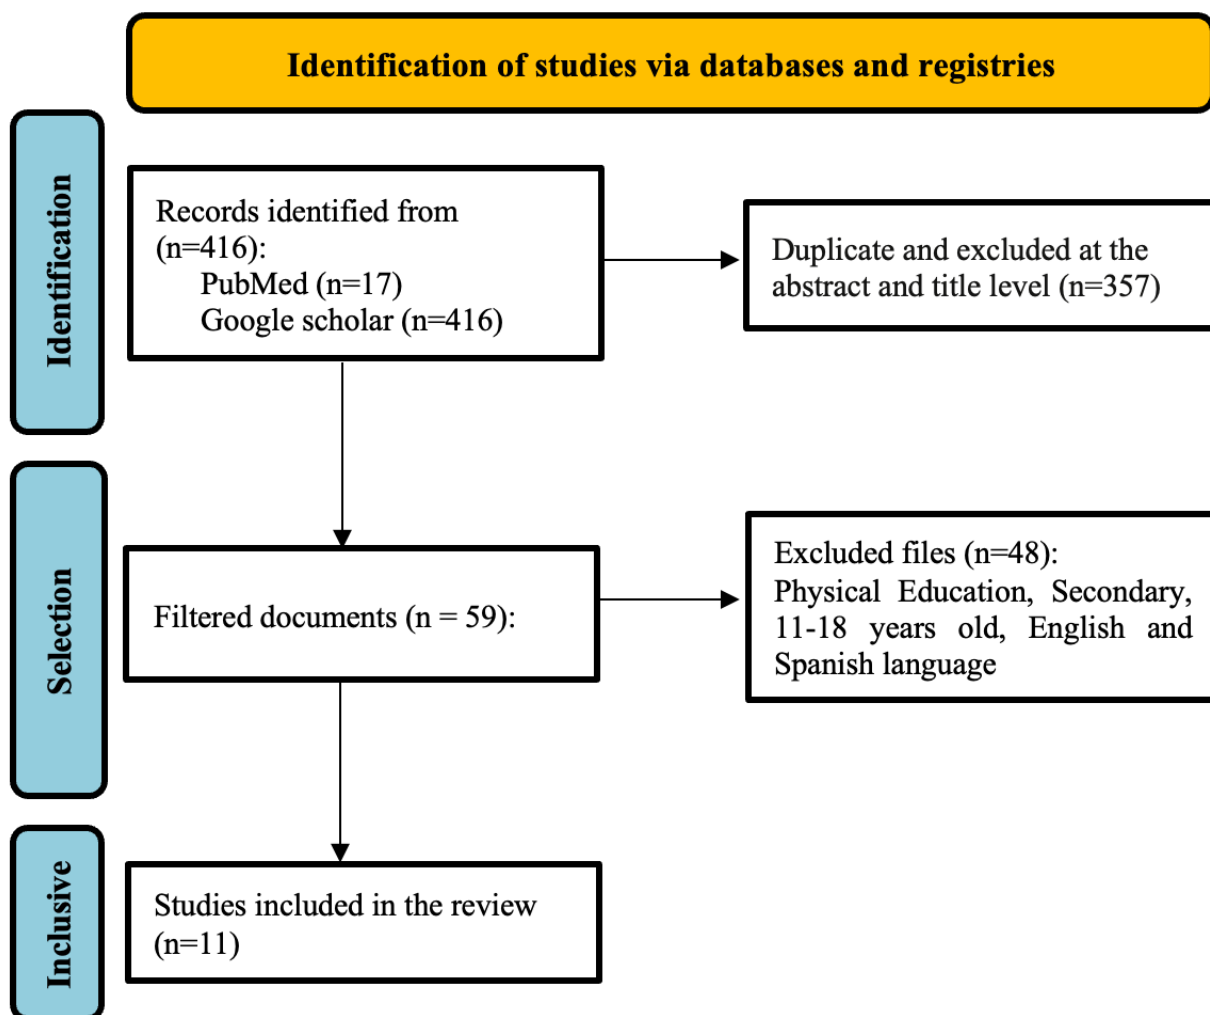 Identification of studies via databases and registries
Identification
Records identified from
(n=416):
PubMed (n=17)
Google scholar (n=416)
Duplicate and excluded at the
abstract and title level (n=357)
Selection
Filtered documents (n = 59):
Excluded files (n=48):
Physical Education, Secondary,
11-18 years old, English and
Spanish language
Inclusive
Studies included in the review
(n=11)